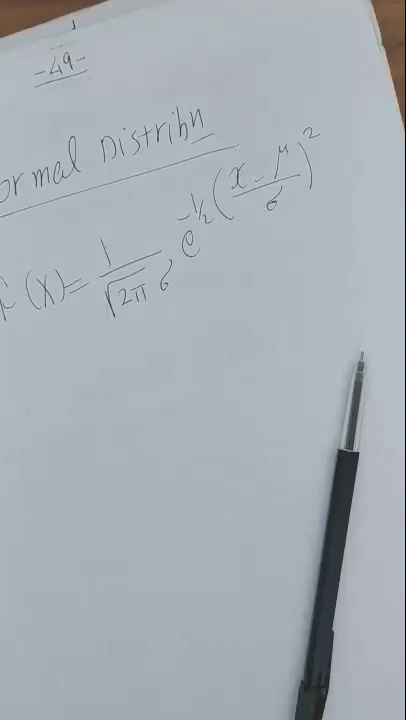 -49-
ormal Distribn
f(x) = 1/√2π σ e^-1/2 (x - μ / σ)^2